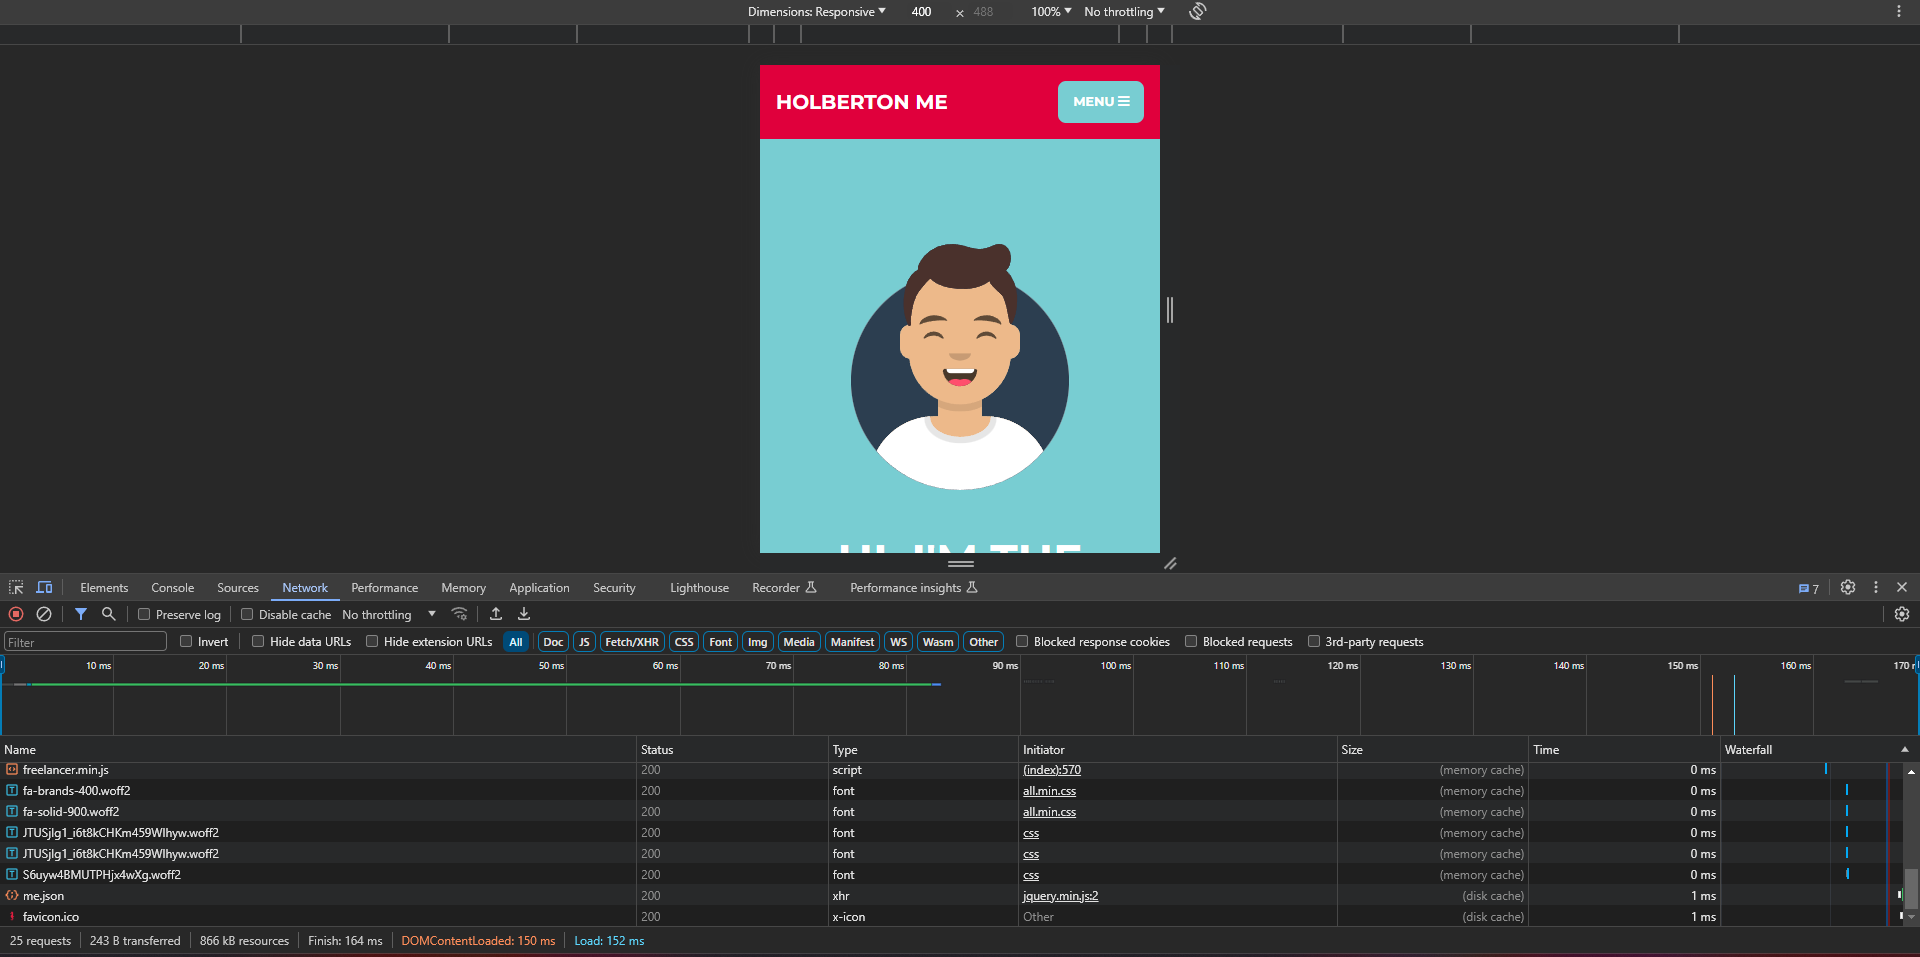 Dimensions: Responsive 400 × 488 100% No throttling
HOLBERTON ME MENU
HI, I'M THE
Elements Console Sources Network Performance Memory Application Security Lighthouse Recorder Performance insights 7
Preserve log Disable cache No throttling
Filter Invert Hide data URLs Hide extension URLs All Doc JS Fetch/XHR CSS Font Img Media Manifest WS Wasm Other Blocked response cookies Blocked requests 3rd-party requests
10 ms 20 ms 30 ms 40 ms 50 ms 60 ms 70 ms 80 ms 90 ms 100 ms 110 ms 120 ms 130 ms 140 ms 150 ms 160 ms 170 m
Name Status Type Initiator Size Time Waterfall
freelancer.min.js 200 script (index):570 (memory cache) 0 ms
fa-brands-400.woff2 200 font all.min.css (memory cache) 0 ms
fa-solid-900.woff2 200 font all.min.css (memory cache) 0 ms
JTUSjIg1_i6t8kCHKm459Wlhyw.woff2 200 font css (memory cache) 0 ms
JTUSjIg1_i6t8kCHKm459Wlhyw.woff2 200 font css (memory cache) 0 ms
S6uyw4BMUTPHjx4wXg.woff2 200 font css (memory cache) 0 ms
me.json 200 xhr jquery.min.js:2 (disk cache) 1 ms
favicon.ico 200 x-icon Other (disk cache) 1 ms
25 requests 243 B transferred 866 kB resources Finish: 164 ms DOMContentLoaded: 150 ms Load: 152 ms